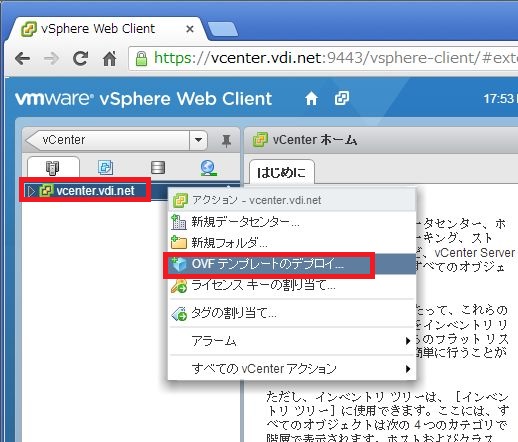 vSphere Web Client
https://vcenter.vdi.net:9443/vsphere-client/#exte
vmware® vSphere Web Client
17:53
vCenter
vCenter ホーム
はじめに
vcenter.vdi.net
アクション - vcenter.vdi.net
新規データセンター...
新規フォルダ...
OVF テンプレートのデプロイ...
ライセンス キーの割り当て...
タグの割り当て...
アラーム
すべての vCenter アクション
ータセンター、ホ
ーキング、スト
ど、vCenter Server
すべてのオブジェ
たって、これらの
をインベントリ リ
らのフラット リス
簡単に行うことが
ただし、インベントリ ツリーは、［インベン
トリ ツリー］に使用できます。ここには、す
べてのオブジェクトは次の 4 つのカテゴリで
階層で表示されます。ホストおよびクラス